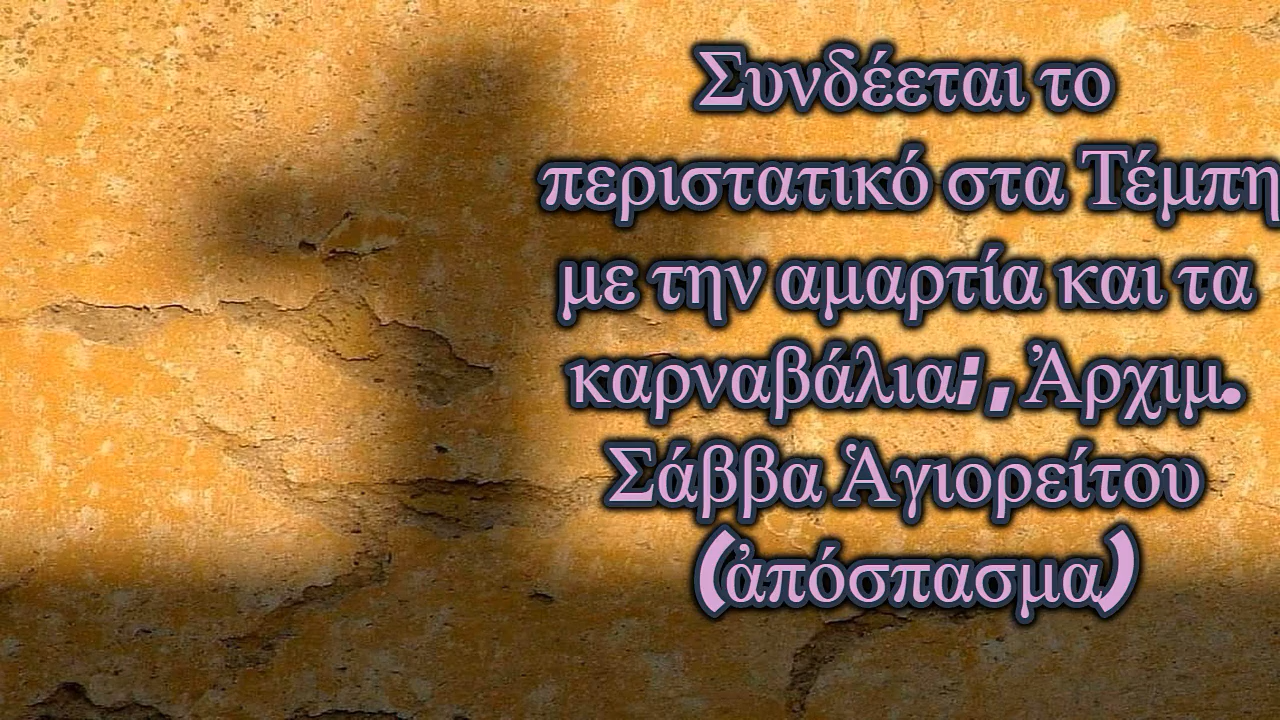 Συνδέεται το
περιστατικό στα Τέμπη
με την αμαρτία και τα
καρναβάλια;, Ἀρχιμ.
Σάββα Ἁγιορείτου
(ἀπόσπασμα)